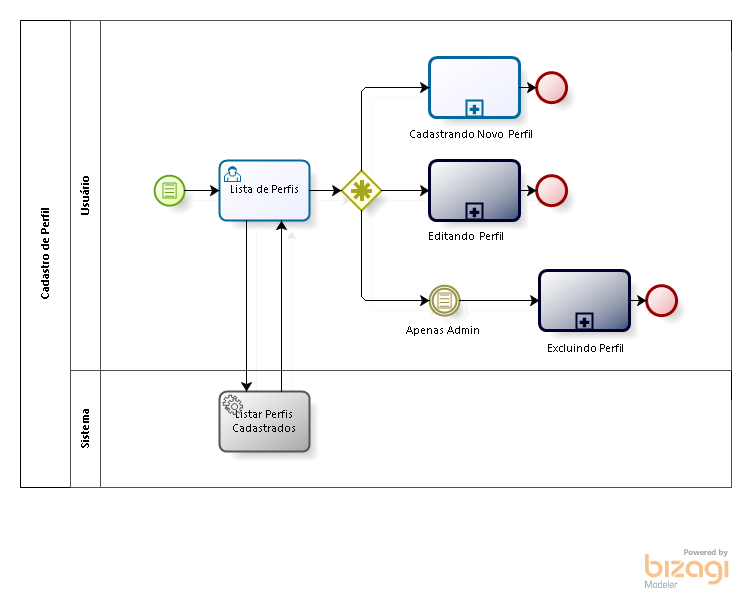 Cadastro de Perfil
Usuário
Sistema
Lista de Perfis
Cadastrando Novo Perfil
Editando Perfil
Apenas Admin
Excluindo Perfil
Listar Perfis
Cadastrados
Powered by
bizagi
Modeler